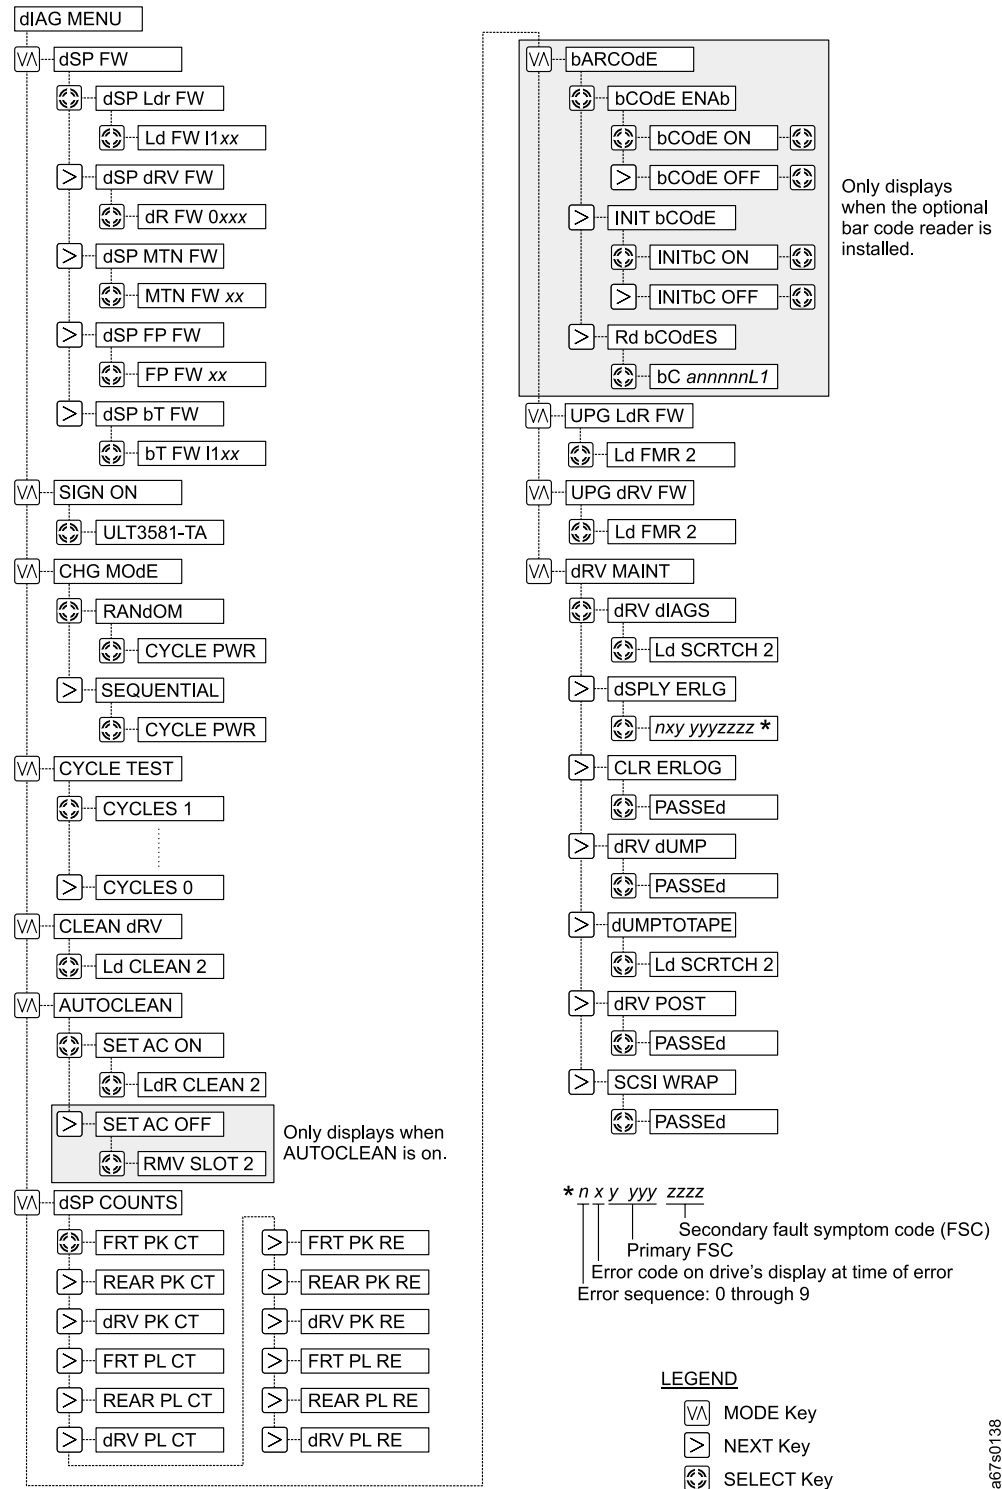 dIAG MENU
dSP FW
dSP Ldr FW
Ld FW I1xx
dSP dRV FW
dR FW 0xxx
dSP MTN FW
MTN FW xx
dSP FP FW
FP FW xx
dSP bT FW
bT FW I1xx
SIGN ON
ULT3581-TA
CHG MOdE
RANdOM
CYCLE PWR
SEQUENTIAL
CYCLE PWR
CYCLE TEST
CYCLES 1
CYCLES 0
CLEAN dRV
Ld CLEAN 2
AUTOCLEAN
SET AC ON
LdR CLEAN 2
SET AC OFF
RMV SLOT 2
Only displays when
AUTOCLEAN is on.
dSP COUNTS
FRT PK CT
REAR PK CT
dRV PK CT
FRT PL CT
REAR PL CT
dRV PL CT
FRT PK RE
REAR PK RE
dRV PK RE
FRT PL RE
REAR PL RE
dRV PL RE
bARCOdE
bCOdE ENAb
bCOdE ON
bCOdE OFF
INIT bCOdE
INITbC ON
INITbC OFF
Rd bCOdES
bC annnnnL1
Only displays
when the optional
bar code reader is
installed.
UPG LdR FW
Ld FMR 2
UPG dRV FW
Ld FMR 2
dRV MAINT
dRV dIAGS
Ld SCRTCH 2
dSPLY ERLG
nxy yyyzzzz *
CLR ERLOG
PASSEd
dRV dUMP
PASSEd
dUMPTOTAPE
Ld SCRTCH 2
dRV POST
PASSEd
SCSI WRAP
PASSEd
* n x y yyy zzzz
Secondary fault symptom code (FSC)
Primary FSC
Error code on drive's display at time of error
Error sequence: 0 through 9
LEGEND
MODE Key
NEXT Key
SELECT Key
a67s0138